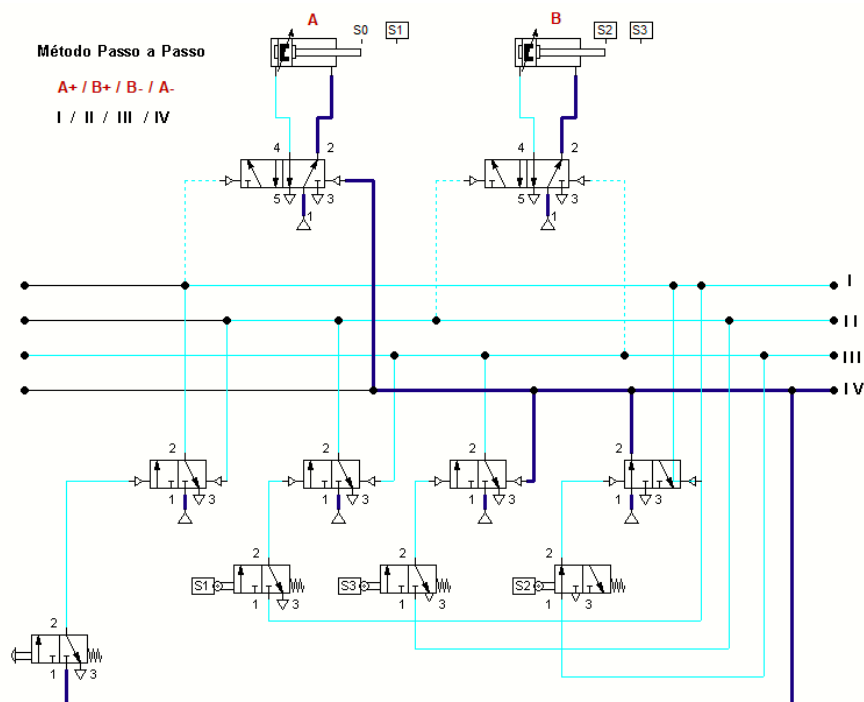 A
B
S0 S1
S2 S3
Método Passo a Passo
A+ / B+ / B- / A-
I / II / III / IV
4 2
5 1 3
4 2
5 1 3
I
I I
III
I V
2
1 3
2
1 3
2
1 3
2
1 3
S1
2
1 3
S3
2
1 3
S2
2
1 3
2
1 3